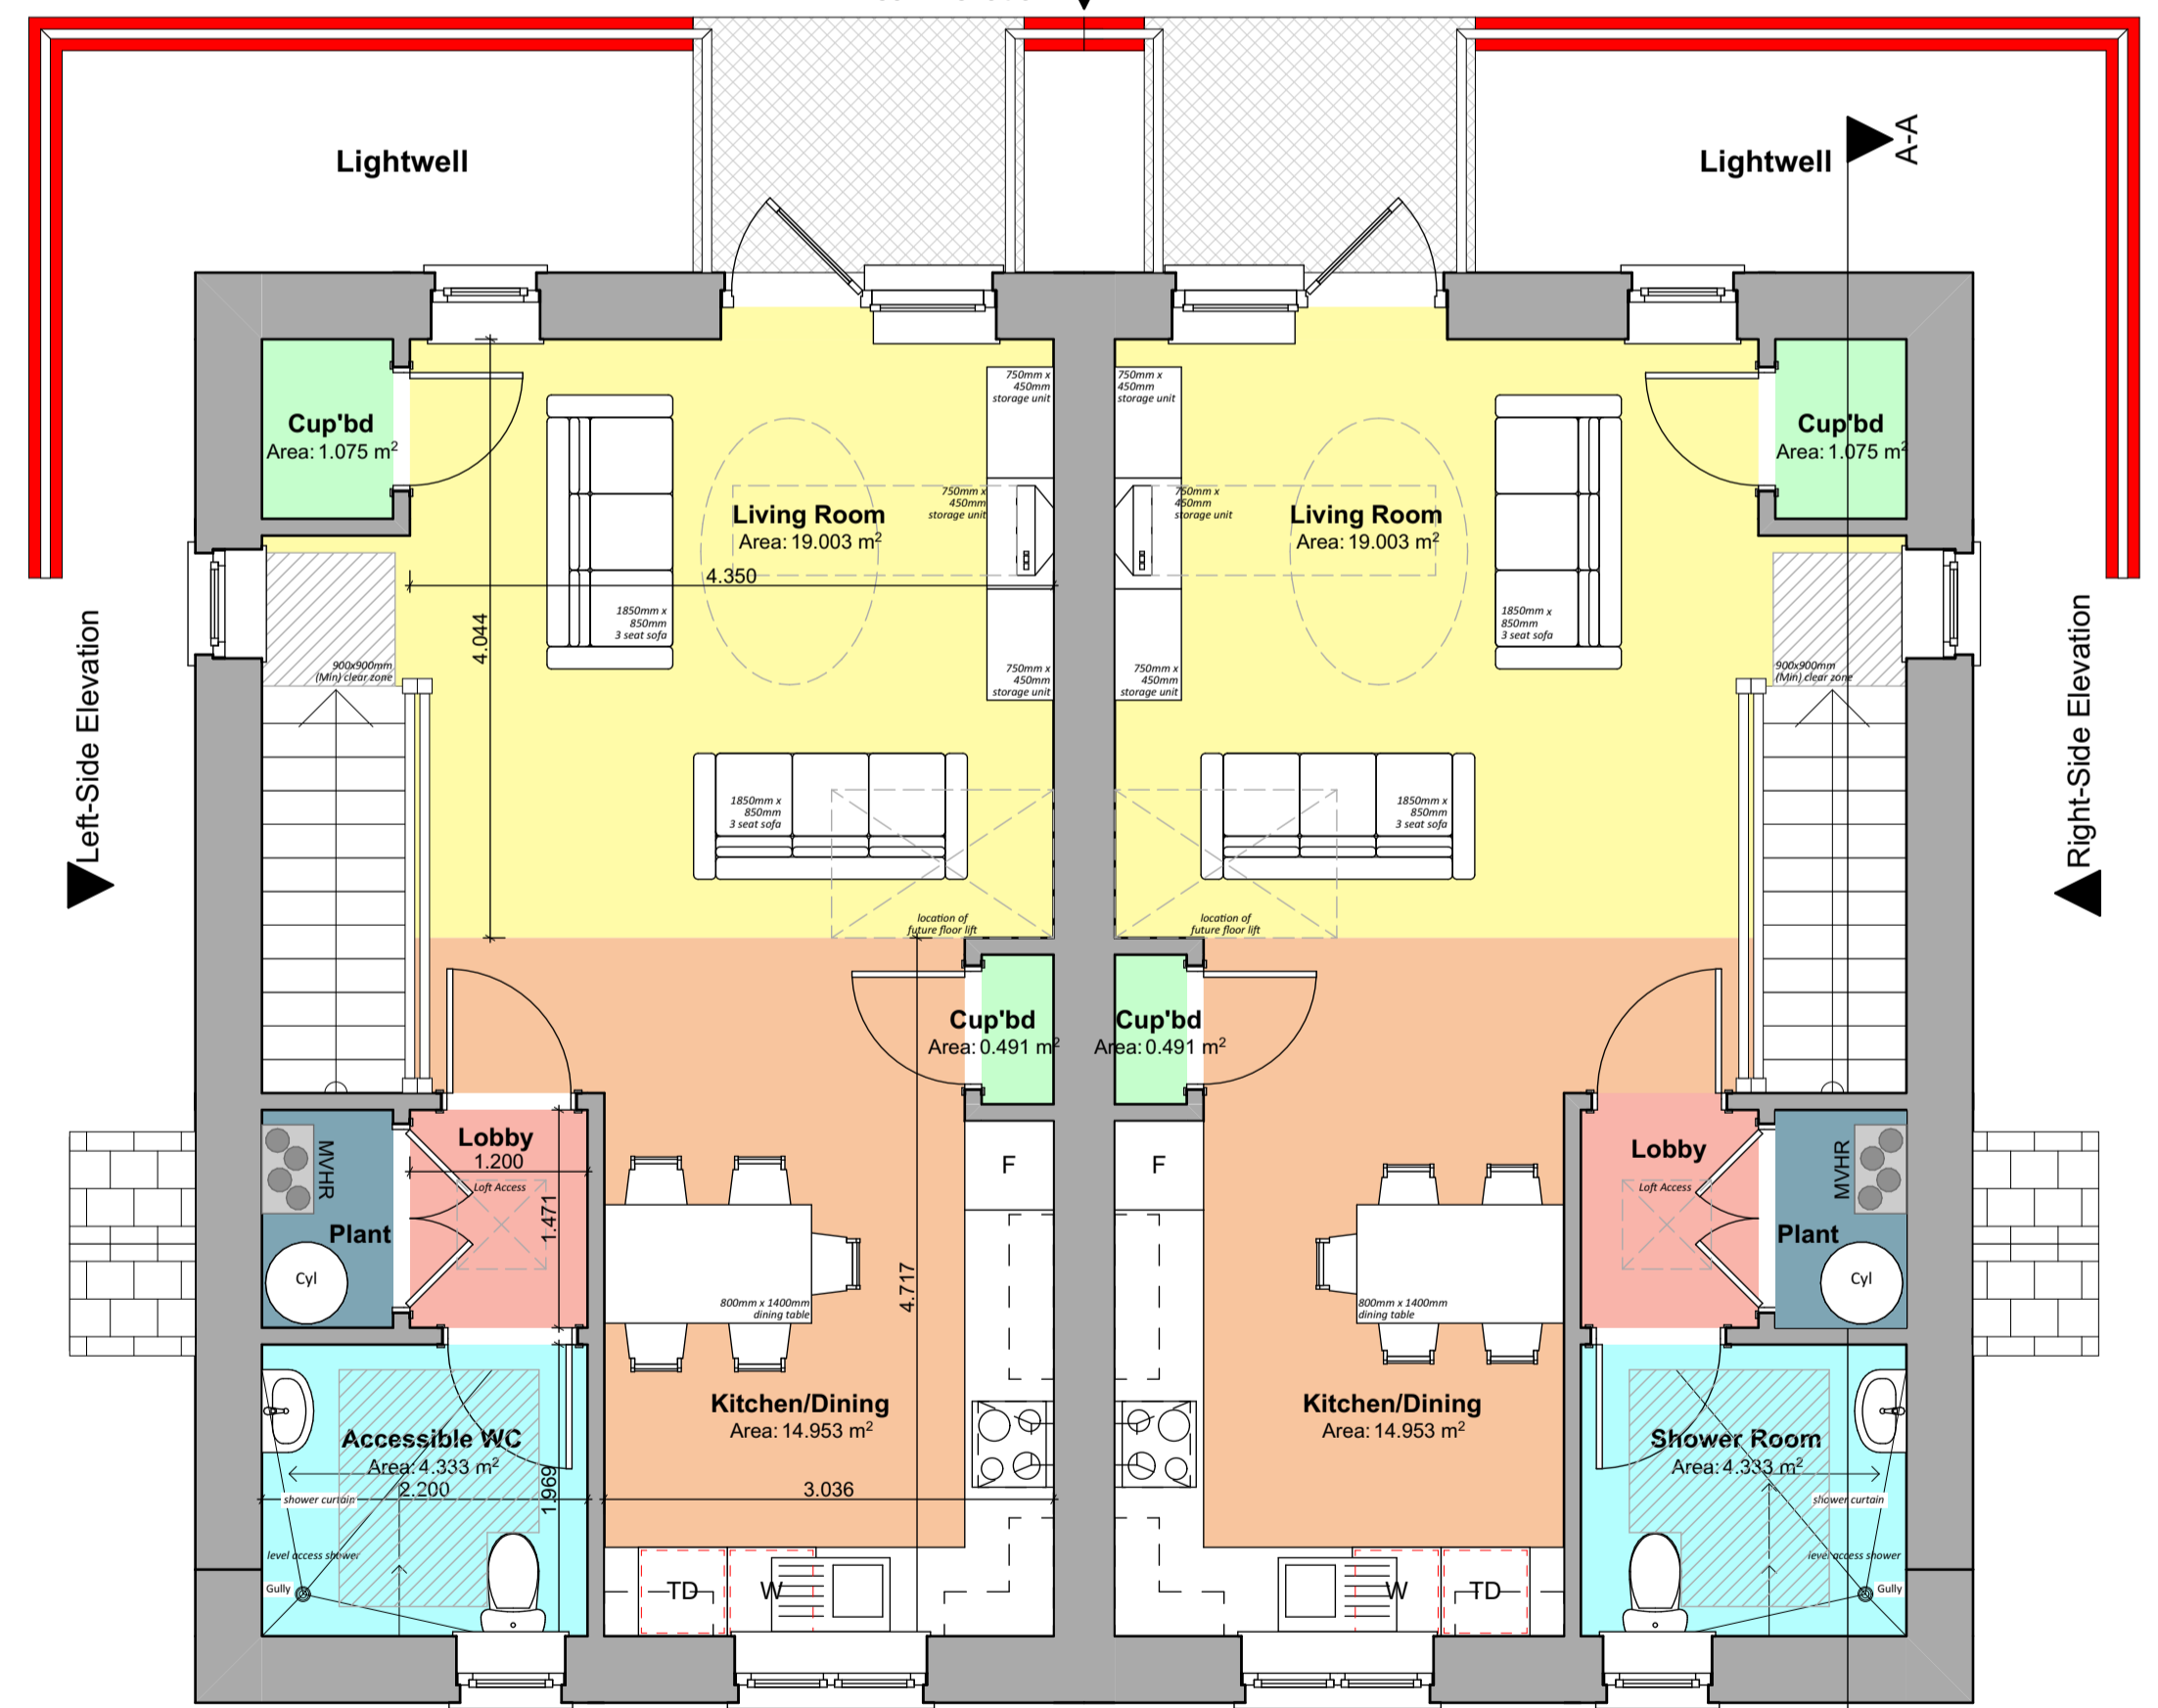 Lightwell
Lightwell
A-A
Cup'bd
Area: 1.075 m²
750mm x
450mm
storage unit
750mm x
450mm
storage unit
Cup'bd
Area: 1.075 m²
Living Room
Area: 19.003 m²
750mm x
450mm
storage unit
750mm x
450mm
storage unit
Living Room
Area: 19.003 m²
4.350
4.044
1850mm x
850mm
3 seat sofa
1850mm x
850mm
3 seat sofa
900x900mm
(Min) clear zone
750mm x
450mm
storage unit
750mm x
450mm
storage unit
900x900mm
(Min) clear zone
Left-Side Elevation
Right-Side Elevation
1850mm x
850mm
3 seat sofa
1850mm x
850mm
3 seat sofa
location of
future floor lift
location of
future floor lift
Cup'bd
Area: 0.491 m²
Cup'bd
Area: 0.491 m²
MVHR
Plant
Cyl
Lobby
1.200
Loft Access
1.471
F
F
Lobby
Loft Access
MVHR
Plant
Cyl
4.717
800mm x 1400mm
dining table
800mm x 1400mm
dining table
Kitchen/Dining
Area: 14.953 m²
Kitchen/Dining
Area: 14.953 m²
Accessible WC
Area: 4.333 m²
2.200
1.969
shower curtain
level access shower
Gully
3.036
Shower Room
Area: 4.333 m²
shower curtain
level access shower
Gully
TD
W
W
TD